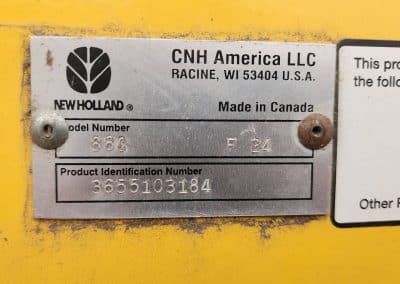 CNH America LLC
RACINE, WI 53404 U.S.A.
NEW HOLLAND ®
Made in Canada
Model Number
F 24
Product Identification Number
3655103184
This pro
the follo
Other F